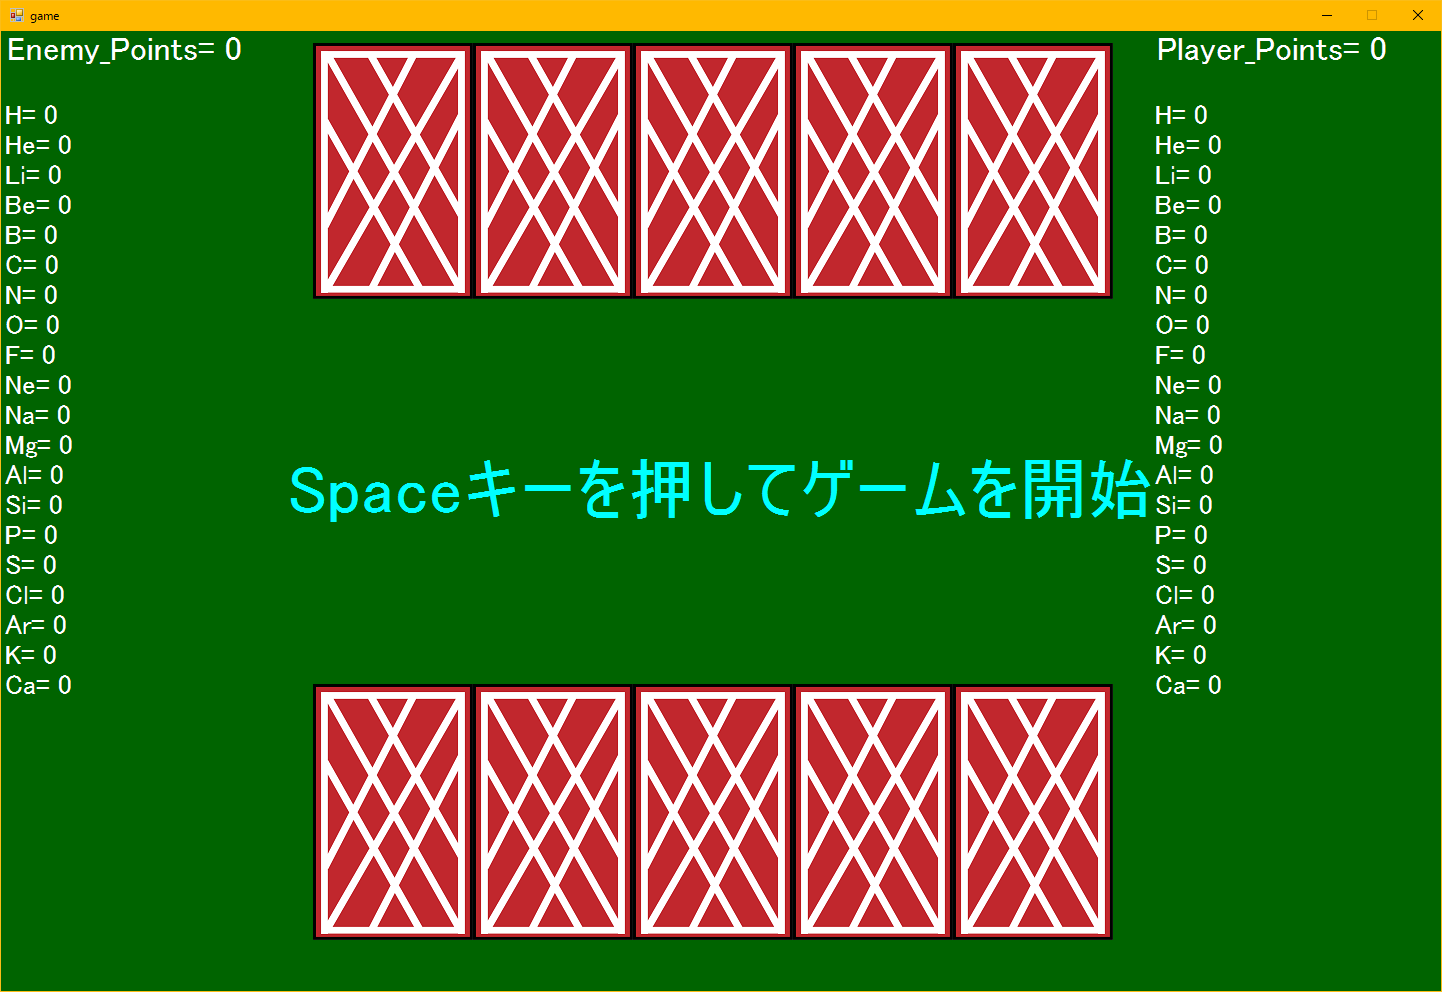 game
Enemy_Points= 0
H= 0
He= 0
Li= 0
Be= 0
B= 0
C= 0
N= 0
O= 0
F= 0
Ne= 0
Na= 0
Mg= 0
Al= 0
Si= 0
P= 0
S= 0
Cl= 0
Ar= 0
K= 0
Ca= 0
Spaceキーを押してゲームを開始
Player_Points= 0
H= 0
He= 0
Li= 0
Be= 0
B= 0
C= 0
N= 0
O= 0
F= 0
Ne= 0
Na= 0
Mg= 0
Al= 0
Si= 0
P= 0
S= 0
Cl= 0
Ar= 0
K= 0
Ca= 0